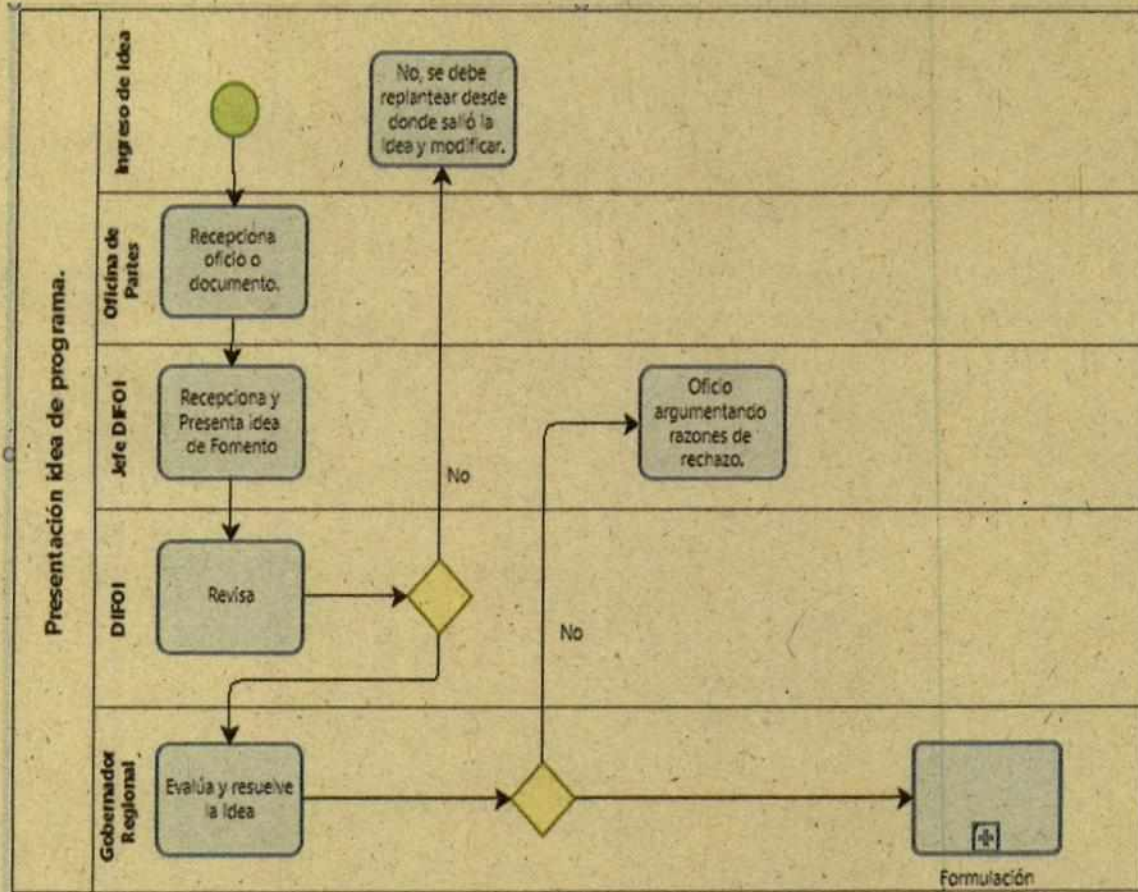 Presentación idea de programa.
Ingreso de Idea
No, se debe
replantear desde
donde salió la
Idea y modificar.
Oficina de
Partes
Recepciona
oficio o
documento.
Jefe DIFOI
Recepciona y
Presenta idea
de Fomento
No
Oficio
argumentando
razones de
rechazo.
DIFOI
Revisa
No
Gobernador
Regional
Evalúa y resuelve
la Idea
Formulación